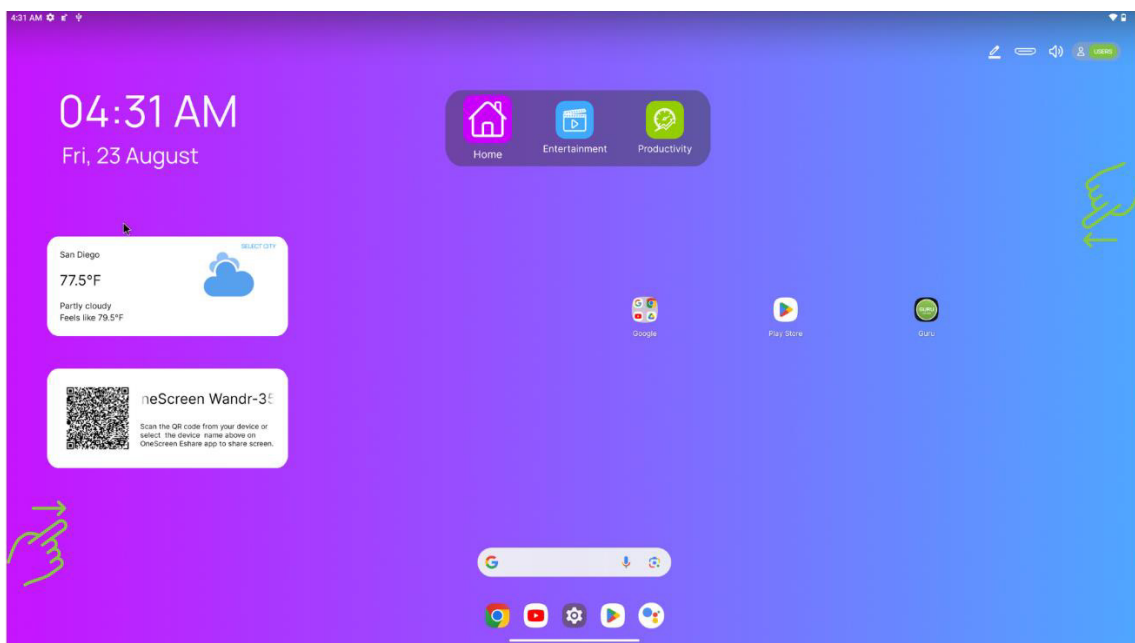 4:31 AM
USERS
04:31 AM
Fri, 23 August
Home
Entertainment
Productivity
SELECT CITY
San Diego
77.5°F
Partly cloudy
Feels like 79.5°F
Google
Play Store
GURU
Guru
neScreen Wandr-35
Scan the QR code from your device or
select the device name above on
OneScreen Eshare app to share screen.